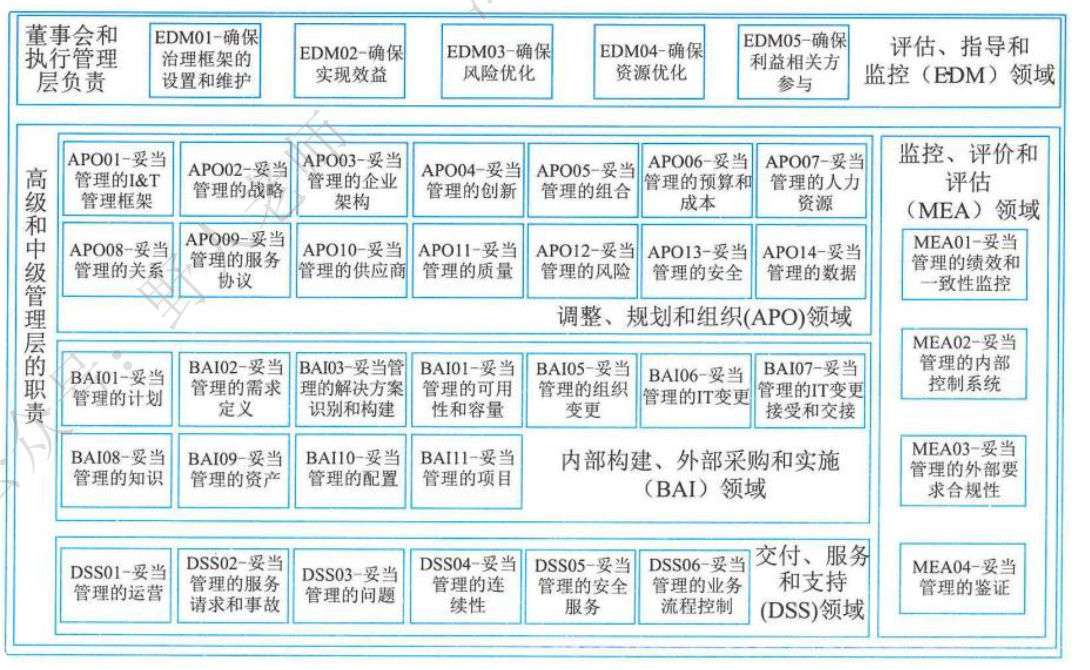 董事会和
执行管理
层负责
EDM01-确保
治理框架的
设置和维护
EDM02-确保
实现效益
EDM03-确保
风险优化
EDM04-确保
资源优化
EDM05-确保
利益相关方
参与
评估、指导和
监控（EDM）领域
高级和中级管理层的职责
APO01-妥当
管理的I&T
管理框架
APO02-妥当
管理的战略
APO03-妥当
管理的企业
架构
APO04-妥当
管理的创新
APO05-妥当
管理的组合
APO06-妥当
管理的预算和
成本
APO07-妥当
管理的人力
资源
APO08-妥当
管理的关系
APO09-妥当
管理的服务
协议
APO10-妥当
管理的供应商
APO11-妥当
管理的质量
APO12-妥当
管理的风险
APO13-妥当
管理的安全
APO14-妥当
管理的数据
调整、规划和组织(APO)领域
BAI01-妥当
管理的计划
BAI02-妥当
管理的需求
定义
BAI03-妥当管
理的解决方案
识别和构建
BAI01-妥当
管理的可用
性和容量
BAI05-妥当
管理的组织
变更
BAI06-妥当
管理的IT变更
BAI07-妥当
管理的IT变更
接受和交接
BAI08-妥当
管理的知识
BAI09-妥当
管理的资产
BAI10-妥当
管理的配置
BAI11-妥当
管理的项目
内部构建、外部采购和实施
（BAI）领域
DSS01-妥当
管理的运营
DSS02-妥当
管理的服务
请求和事故
DSS03-妥当
管理的问题
DSS04-妥当
管理的连
续性
DSS05-妥当
管理的安全
服务
DSS06-妥当
管理的业务
流程控制
交付、服务
和支持
(DSS)领域
监控、评价和
评估
（MEA）领域
MEA01-妥当
管理的绩效和
一致性监控
MEA02-妥当
管理的内部
控制系统
MEA03-妥当
管理的外部要
求合规性
MEA04-妥当
管理的鉴证